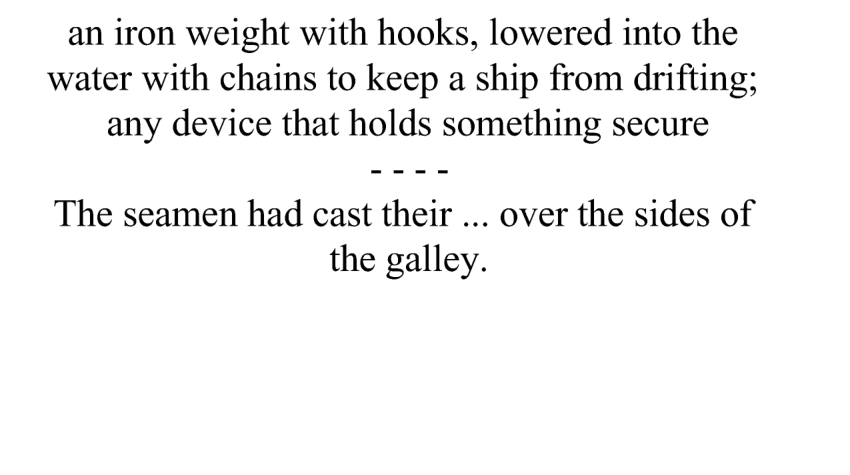 an iron weight with hooks, lowered into the
water with chains to keep a ship from drifting;
any device that holds something secure
- - - -
The seamen had cast their ... over the sides of
the galley.